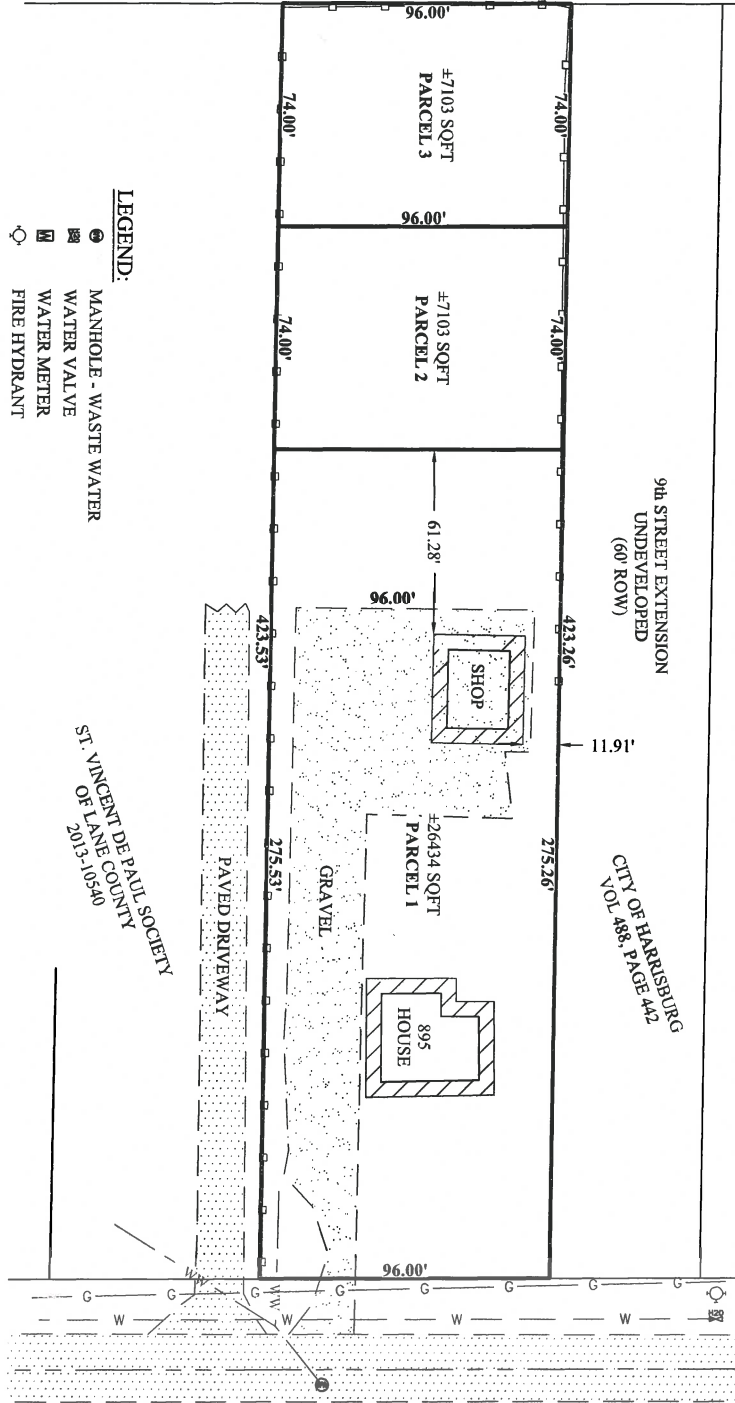 96.00'
±7103 SQFT
PARCEL 3
74.00'
74.00'
96.00'
±7103 SQFT
PARCEL 2
74.00'
74.00'
9th STREET EXTENSION
UNDEVELOPED
(60' ROW)
61.28'
96.00'
423.26'
423.53'
SHOP
11.91'
±26434 SQFT
PARCEL 1
275.26'
275.53'
GRAVEL
PAVED DRIVEWAY
CITY OF HARRISBURG
VOL 488, PAGE 442
ST. VINCENT DE PAUL SOCIETY
OF LANE COUNTY
2013-10540
895
HOUSE
96.00'
G
G
G
G
G
G
G
G
W
W
W
W
WW
WW
LEGEND:
MANHOLE - WASTE WATER
WATER VALVE
W WATER METER
FIRE HYDRANT